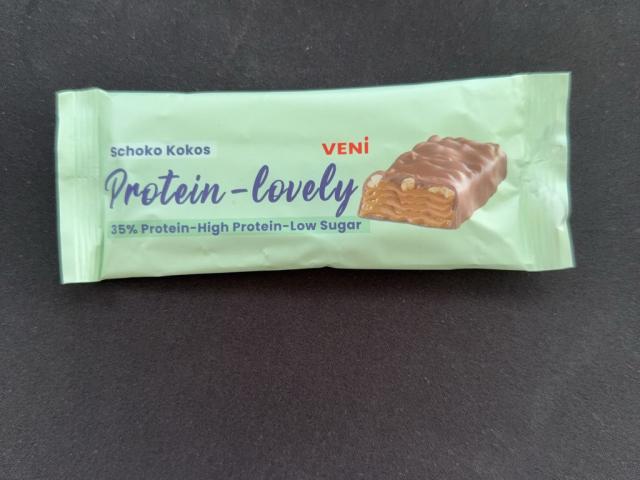 Schoko Kokos
VENİ
Protein-lovely
35% Protein-High Protein-Low Sugar